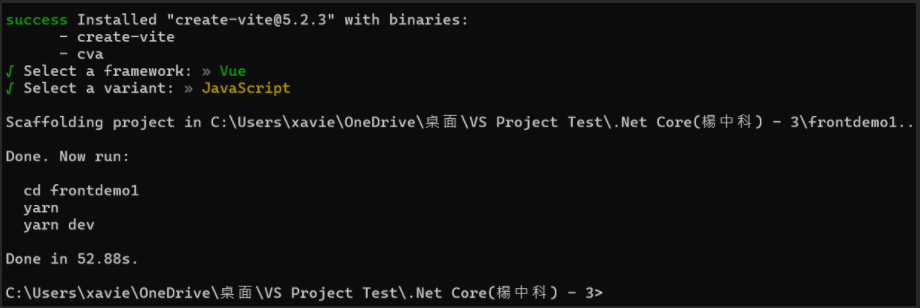 success Installed "create-vite@5.2.3" with binaries:
- create-vite
- cva
√ Select a framework: » Vue
√ Select a variant: » JavaScript
Scaffolding project in C:\Users\xavie\OneDrive\桌面\VS Project Test\.Net Core(楊中科) - 3\frontdemo1..
Done. Now run:
cd frontdemo1
yarn
yarn dev
Done in 52.88s.
C:\Users\xavie\OneDrive\桌面\VS Project Test\.Net Core(楊中科) - 3>